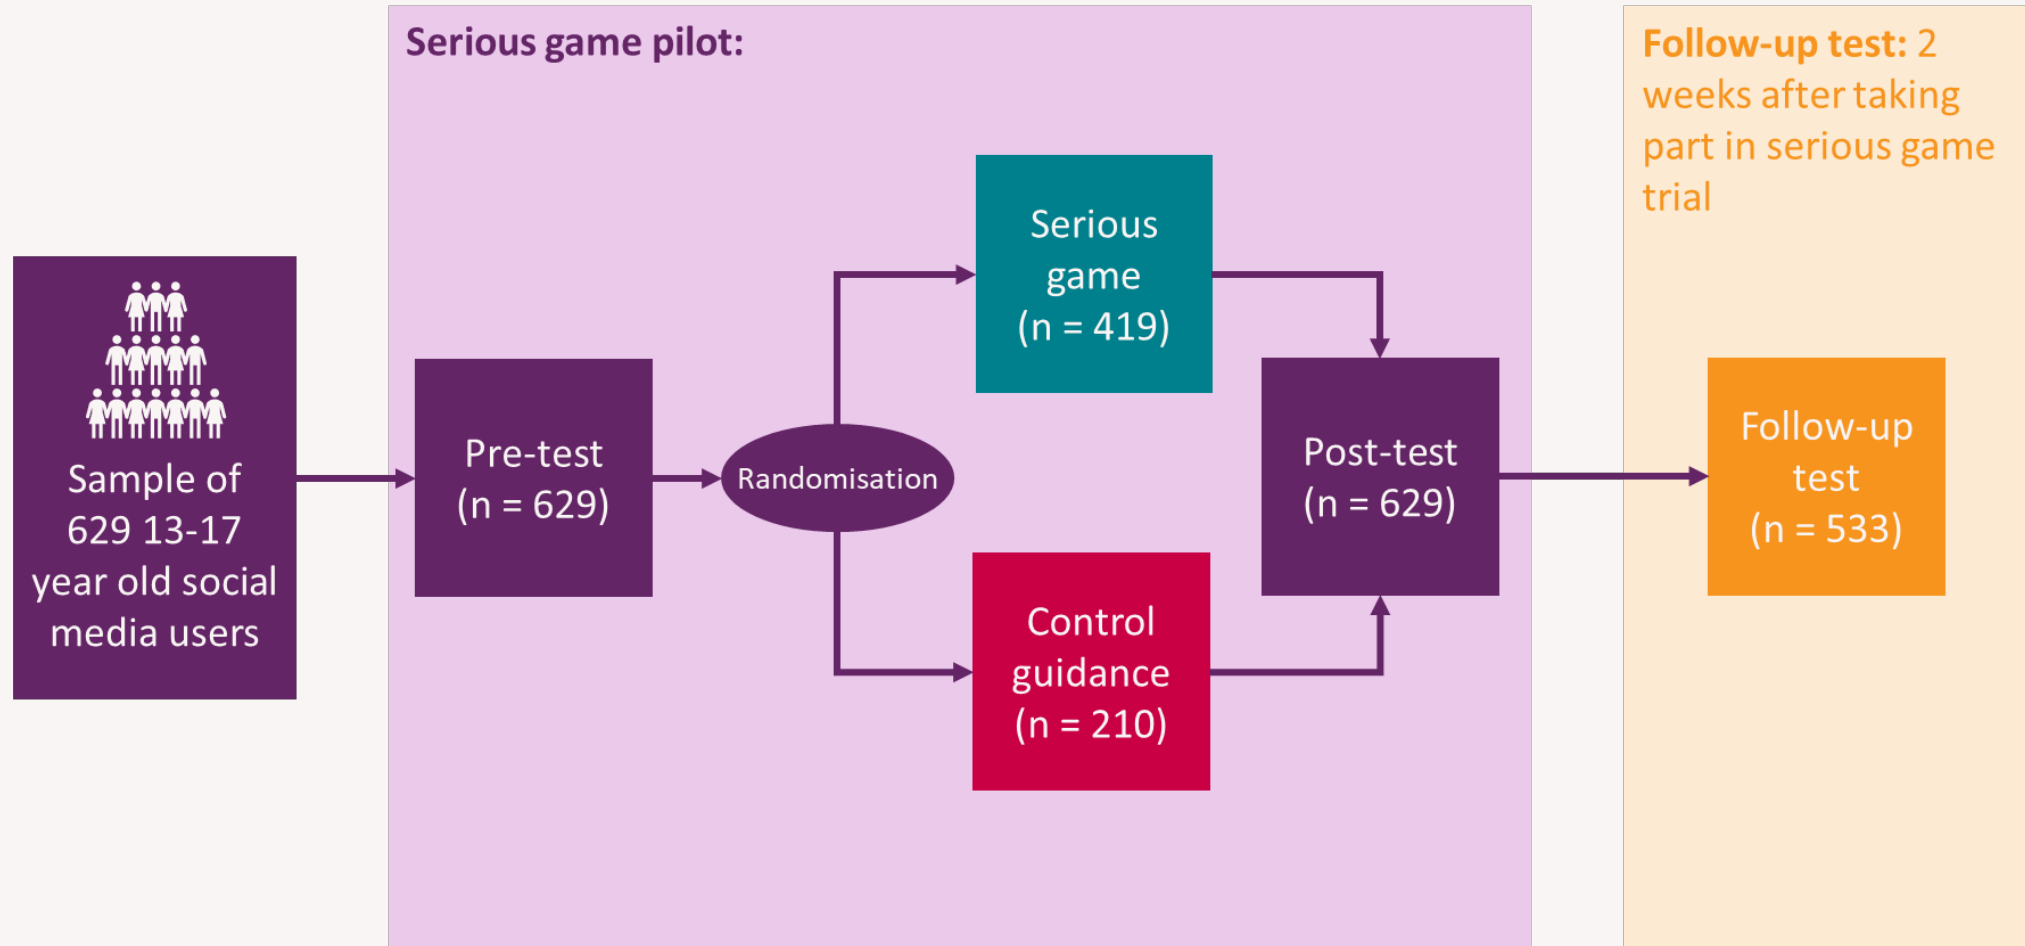 Serious game pilot:
Follow-up test: 2
weeks after taking
part in serious game
trial
Sample of
629 13-17
year old social
media users
Pre-test
(n = 629)
Randomisation
Serious
game
(n = 419)
Control
guidance
(n = 210)
Post-test
(n = 629)
Follow-up
test
(n = 533)